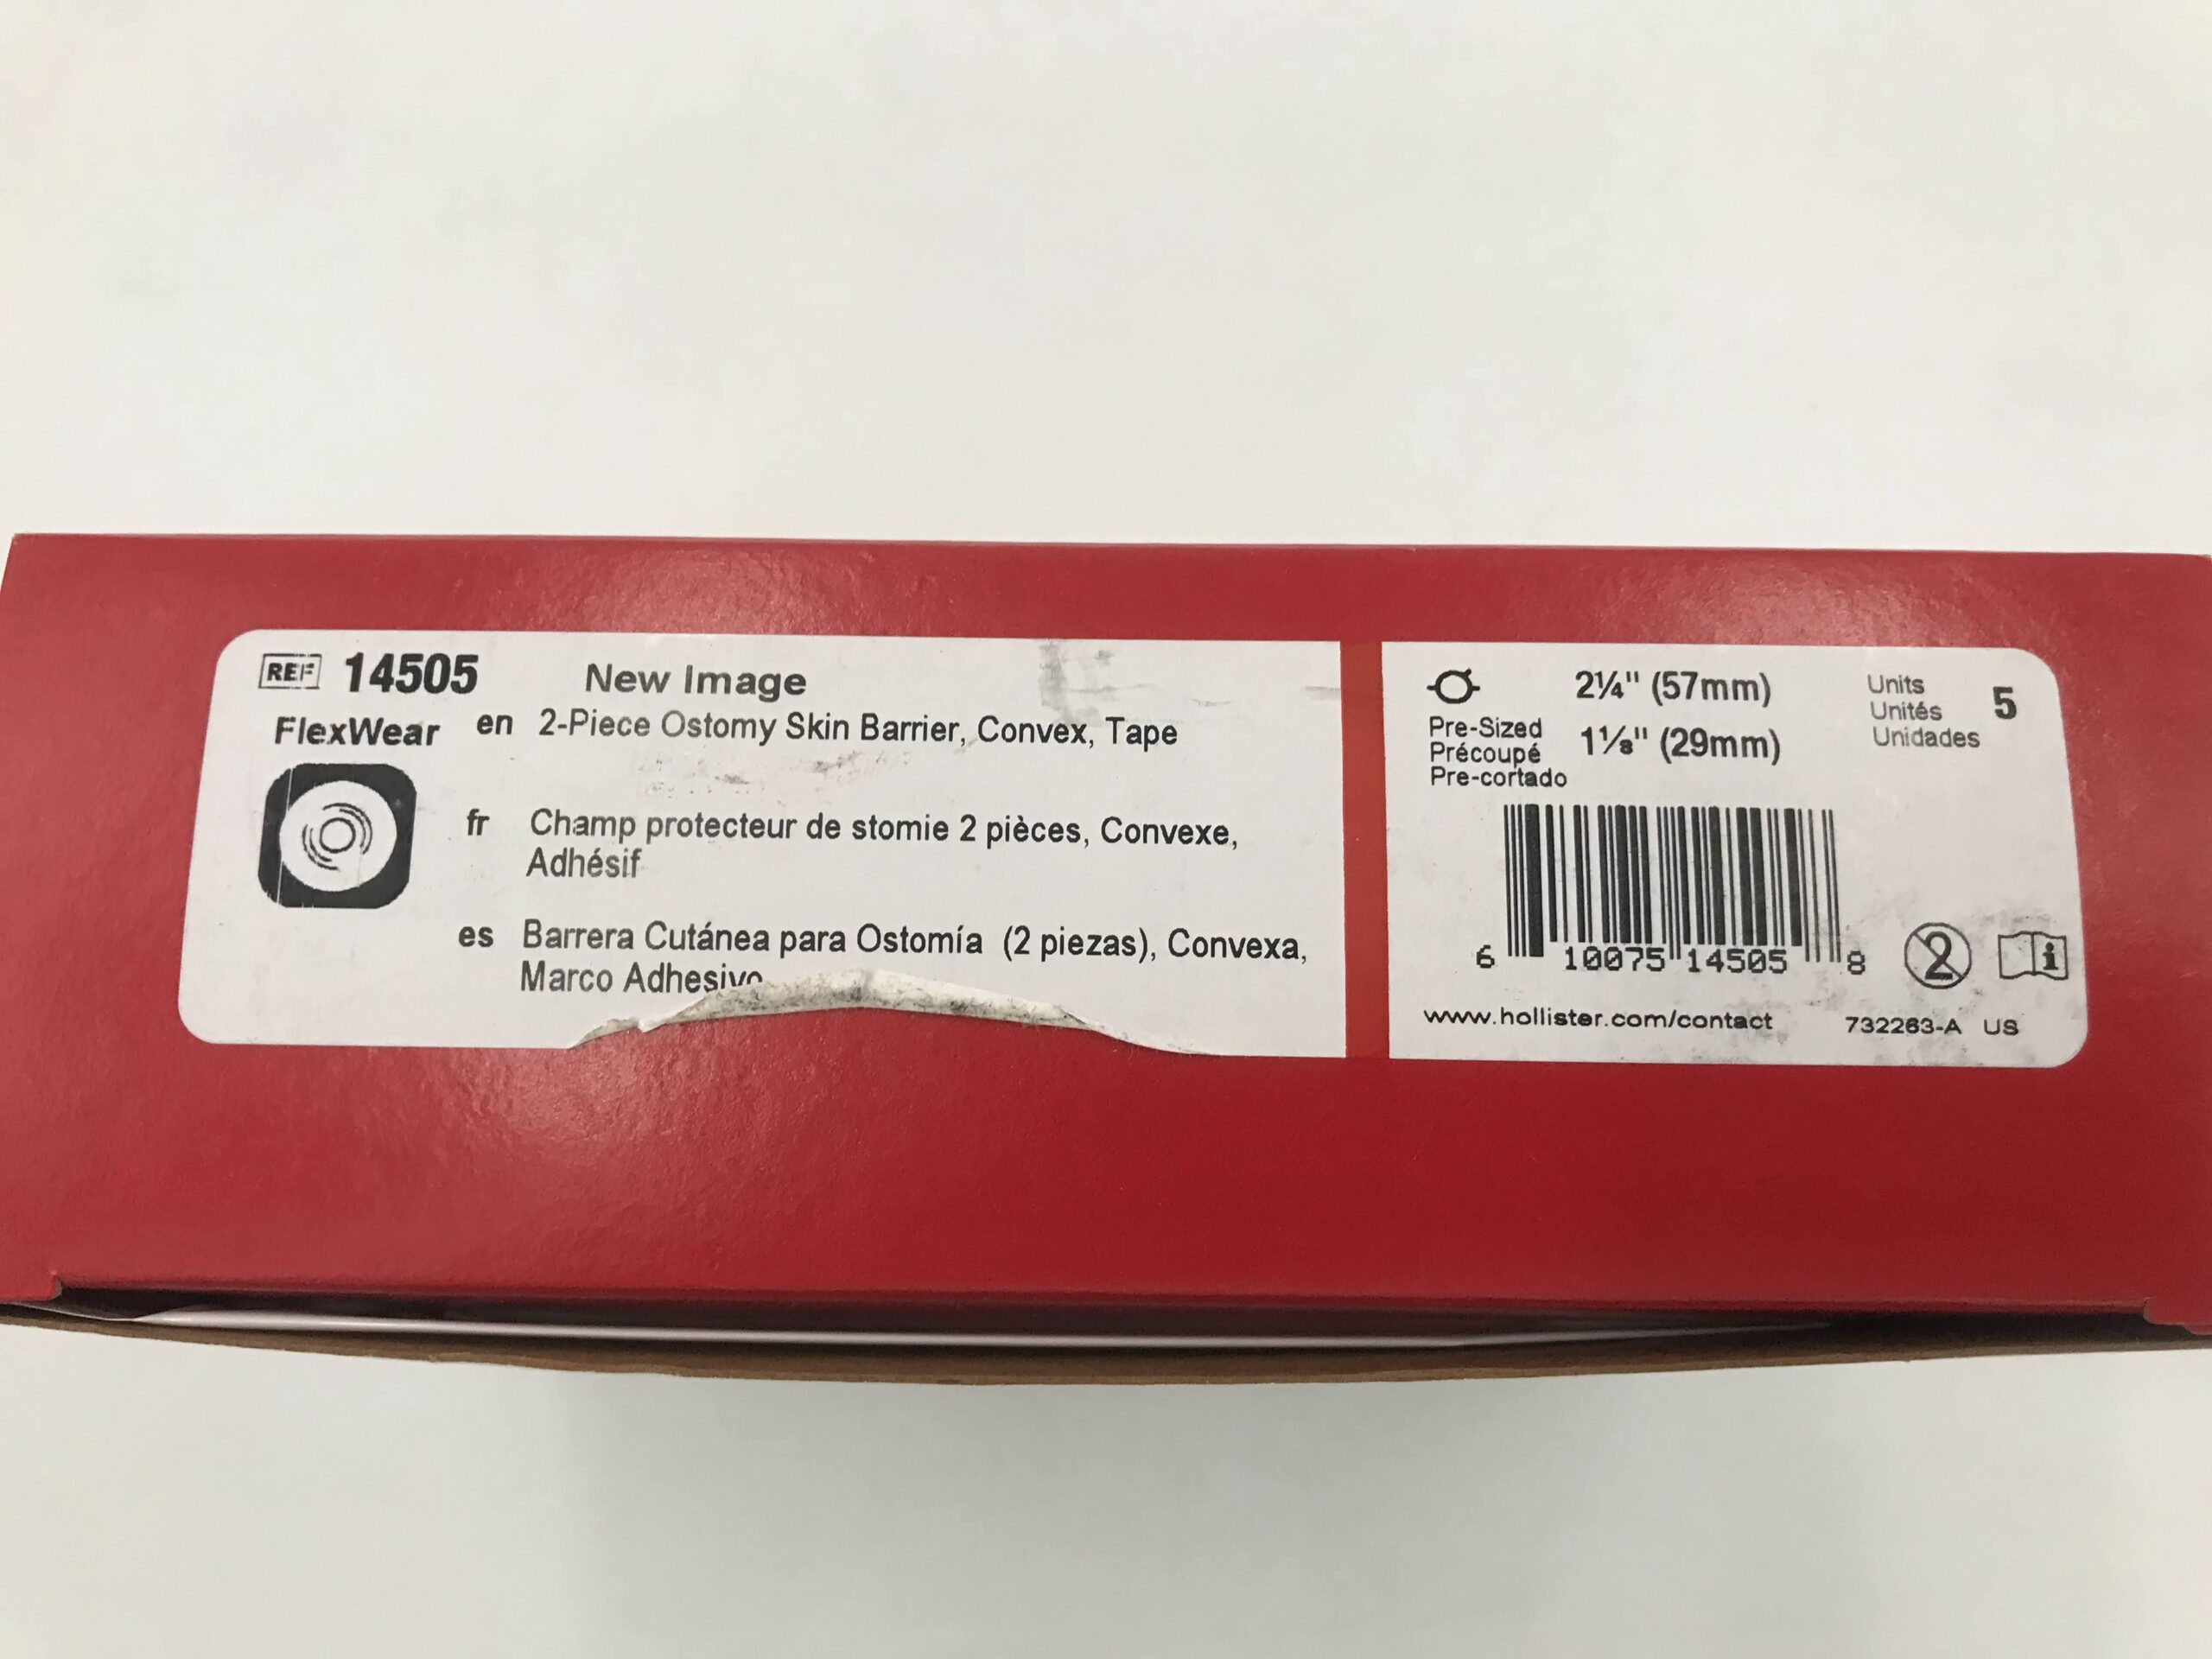 REF 14505 New Image
FlexWear en 2-Piece Ostomy Skin Barrier, Convex, Tape
fr Champ protecteur de stomie 2 pièces, Convexe,
Adhésif
es Barrera Cutánea para Ostomía (2 piezas), Convexa,
Marco Adhesivo
2¼" (57mm)
Pre-Sized
Précoupé
Pre-cortado
1⅛" (29mm)
Units
Unités
Unidades
5
6 10075 14505 8
2
i
www.hollister.com/contact 732263-A US